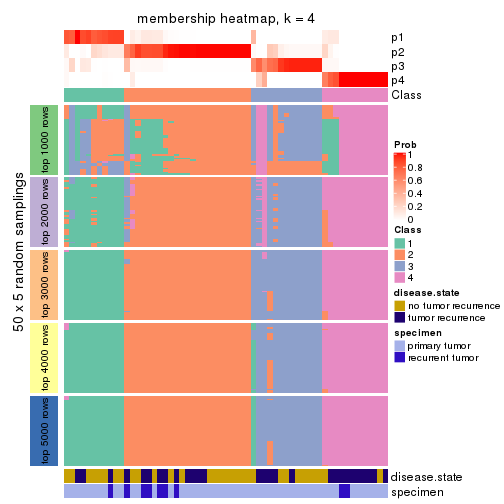 membership heatmap, k = 4
p1
p2
p3
p4
Class
50 x 5 random samplings
top 1000 rows
top 2000 rows
top 3000 rows
top 4000 rows
top 5000 rows
Prob
1
0.8
0.6
0.4
0.2
0
Class
1
2
3
4
disease.state
no tumor recurrence
tumor recurrence
specimen
primary tumor
recurrent tumor
disease.state
specimen